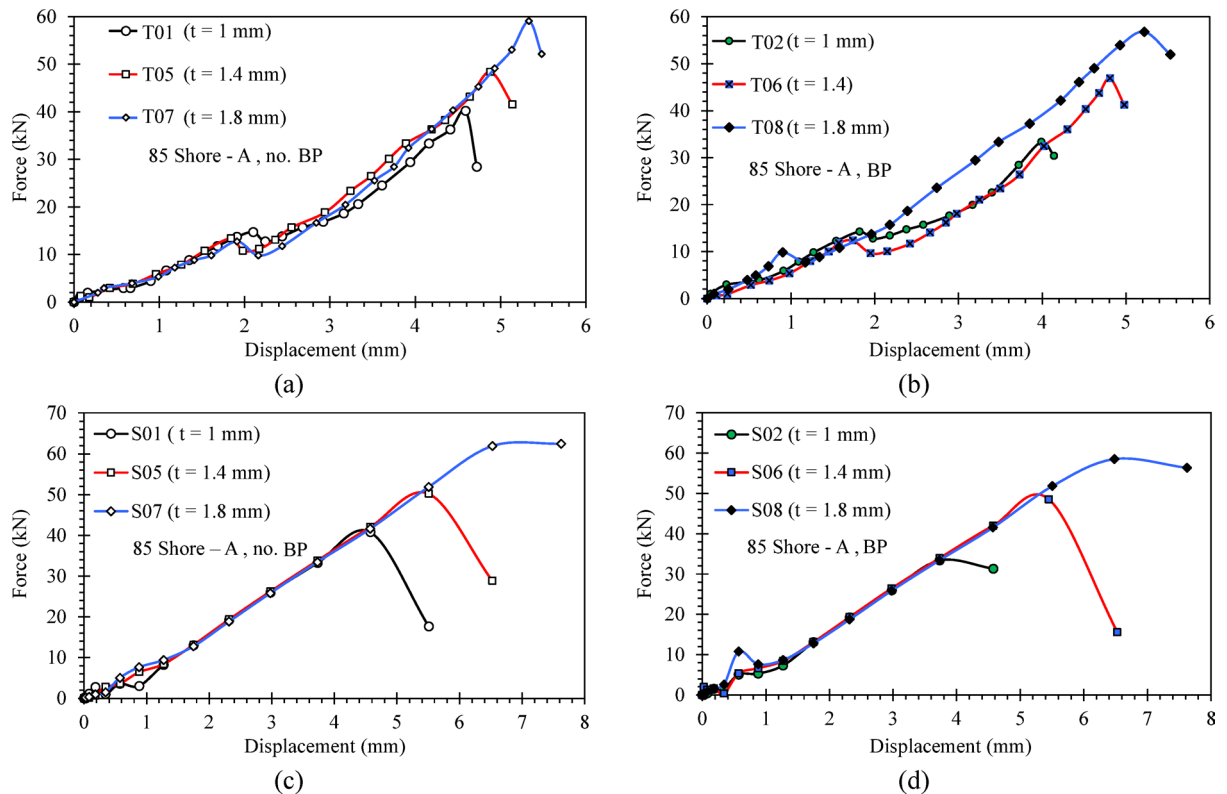 60
50
40
30
20
10
0
Force (kN)
T01 (t = 1 mm)
T05 (t = 1.4 mm)
T07 (t = 1.8 mm)
85 Shore - A , no. BP
0 1 2 3 4 5 6
Displacement (mm)
(a)
60
50
40
30
20
10
0
Force (kN)
T02 (t = 1 mm)
T06 (t = 1.4)
T08 (t = 1.8 mm)
85 Shore - A , BP
0 1 2 3 4 5 6
Displacement (mm)
(b)
70
60
50
40
30
20
10
0
Force (kN)
S01 ( t = 1 mm)
S05 (t = 1.4 mm)
S07 (t = 1.8 mm)
85 Shore – A , no. BP
0 1 2 3 4 5 6 7 8
Displacement (mm)
(c)
70
60
50
40
30
20
10
0
Force (kN)
S02 (t = 1 mm)
S06 (t = 1.4 mm)
S08 (t = 1.8 mm)
85 Shore - A , BP
0 1 2 3 4 5 6 7 8
Displacement (mm)
(d)